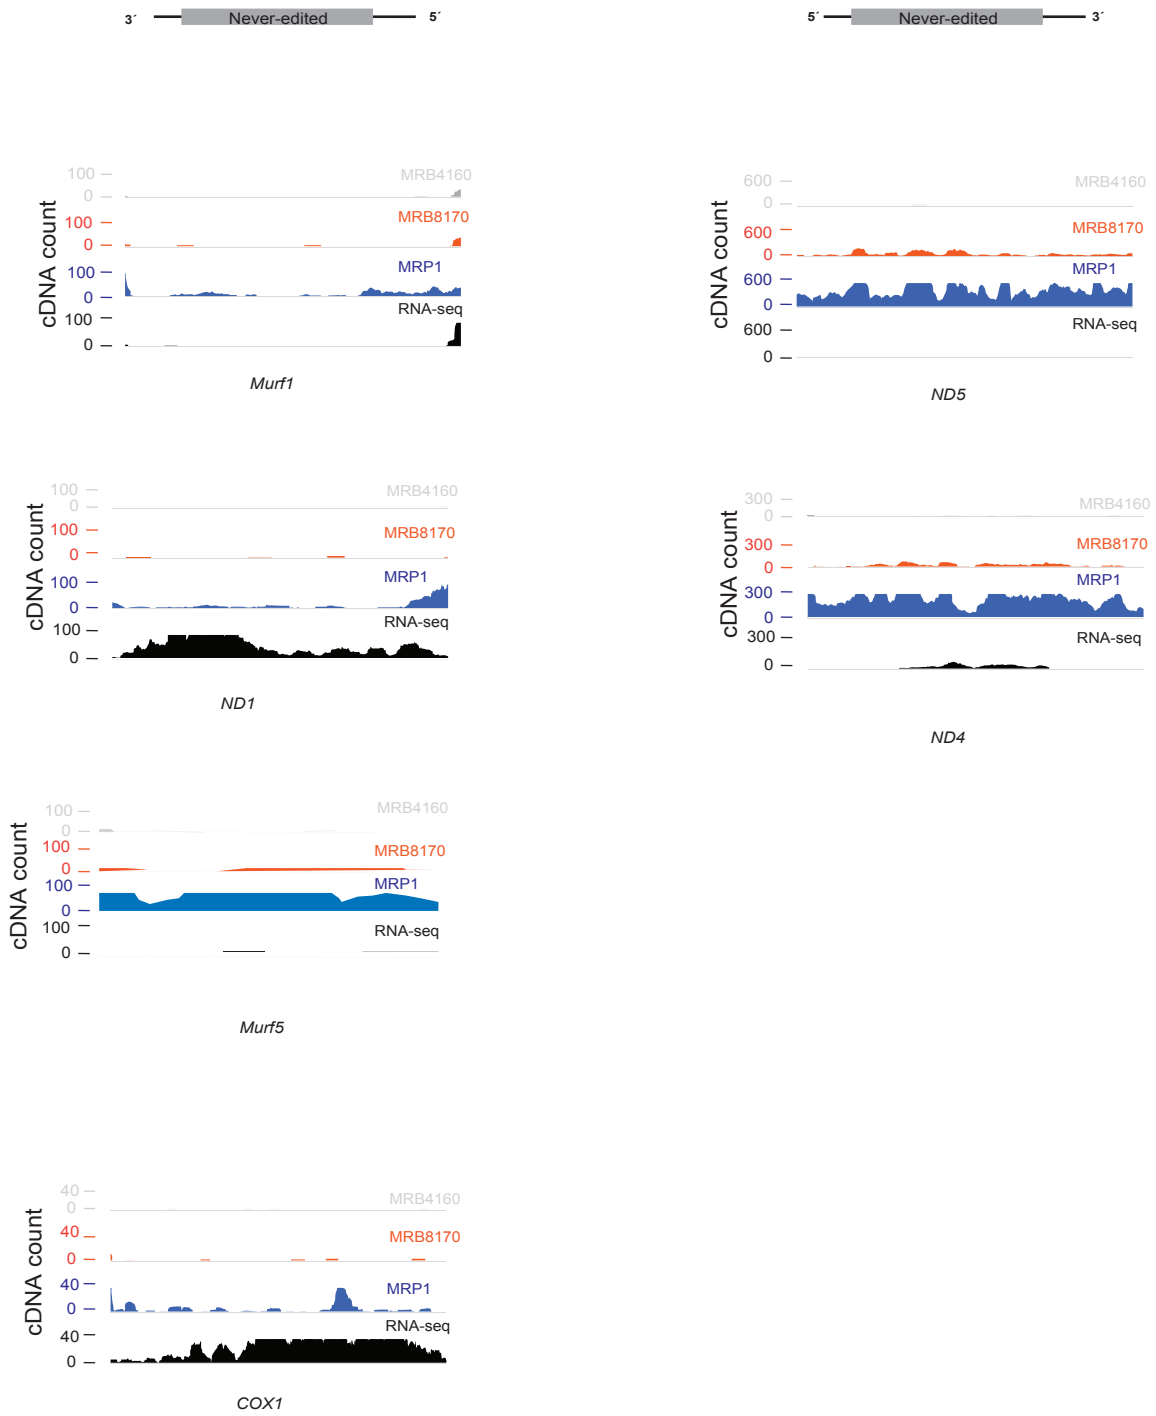 3´ Never-edited 5´
5´ Never-edited 3´
cDNA count
100
0
MRB4160
100
0
MRB8170
100
0
MRP1
100
0
RNA-seq
Murf1
cDNA count
600
0
MRB4160
600
0
MRB8170
600
0
MRP1
600
0
RNA-seq
ND5
cDNA count
100
0
MRB4160
100
0
MRB8170
100
0
MRP1
100
0
RNA-seq
ND1
cDNA count
300
0
MRB4160
300
0
MRB8170
300
0
MRP1
300
0
RNA-seq
ND4
cDNA count
100
0
MRB4160
100
0
MRB8170
100
0
MRP1
100
0
RNA-seq
Murf5
cDNA count
40
0
MRB4160
40
0
MRB8170
40
0
MRP1
40
0
RNA-seq
COX1